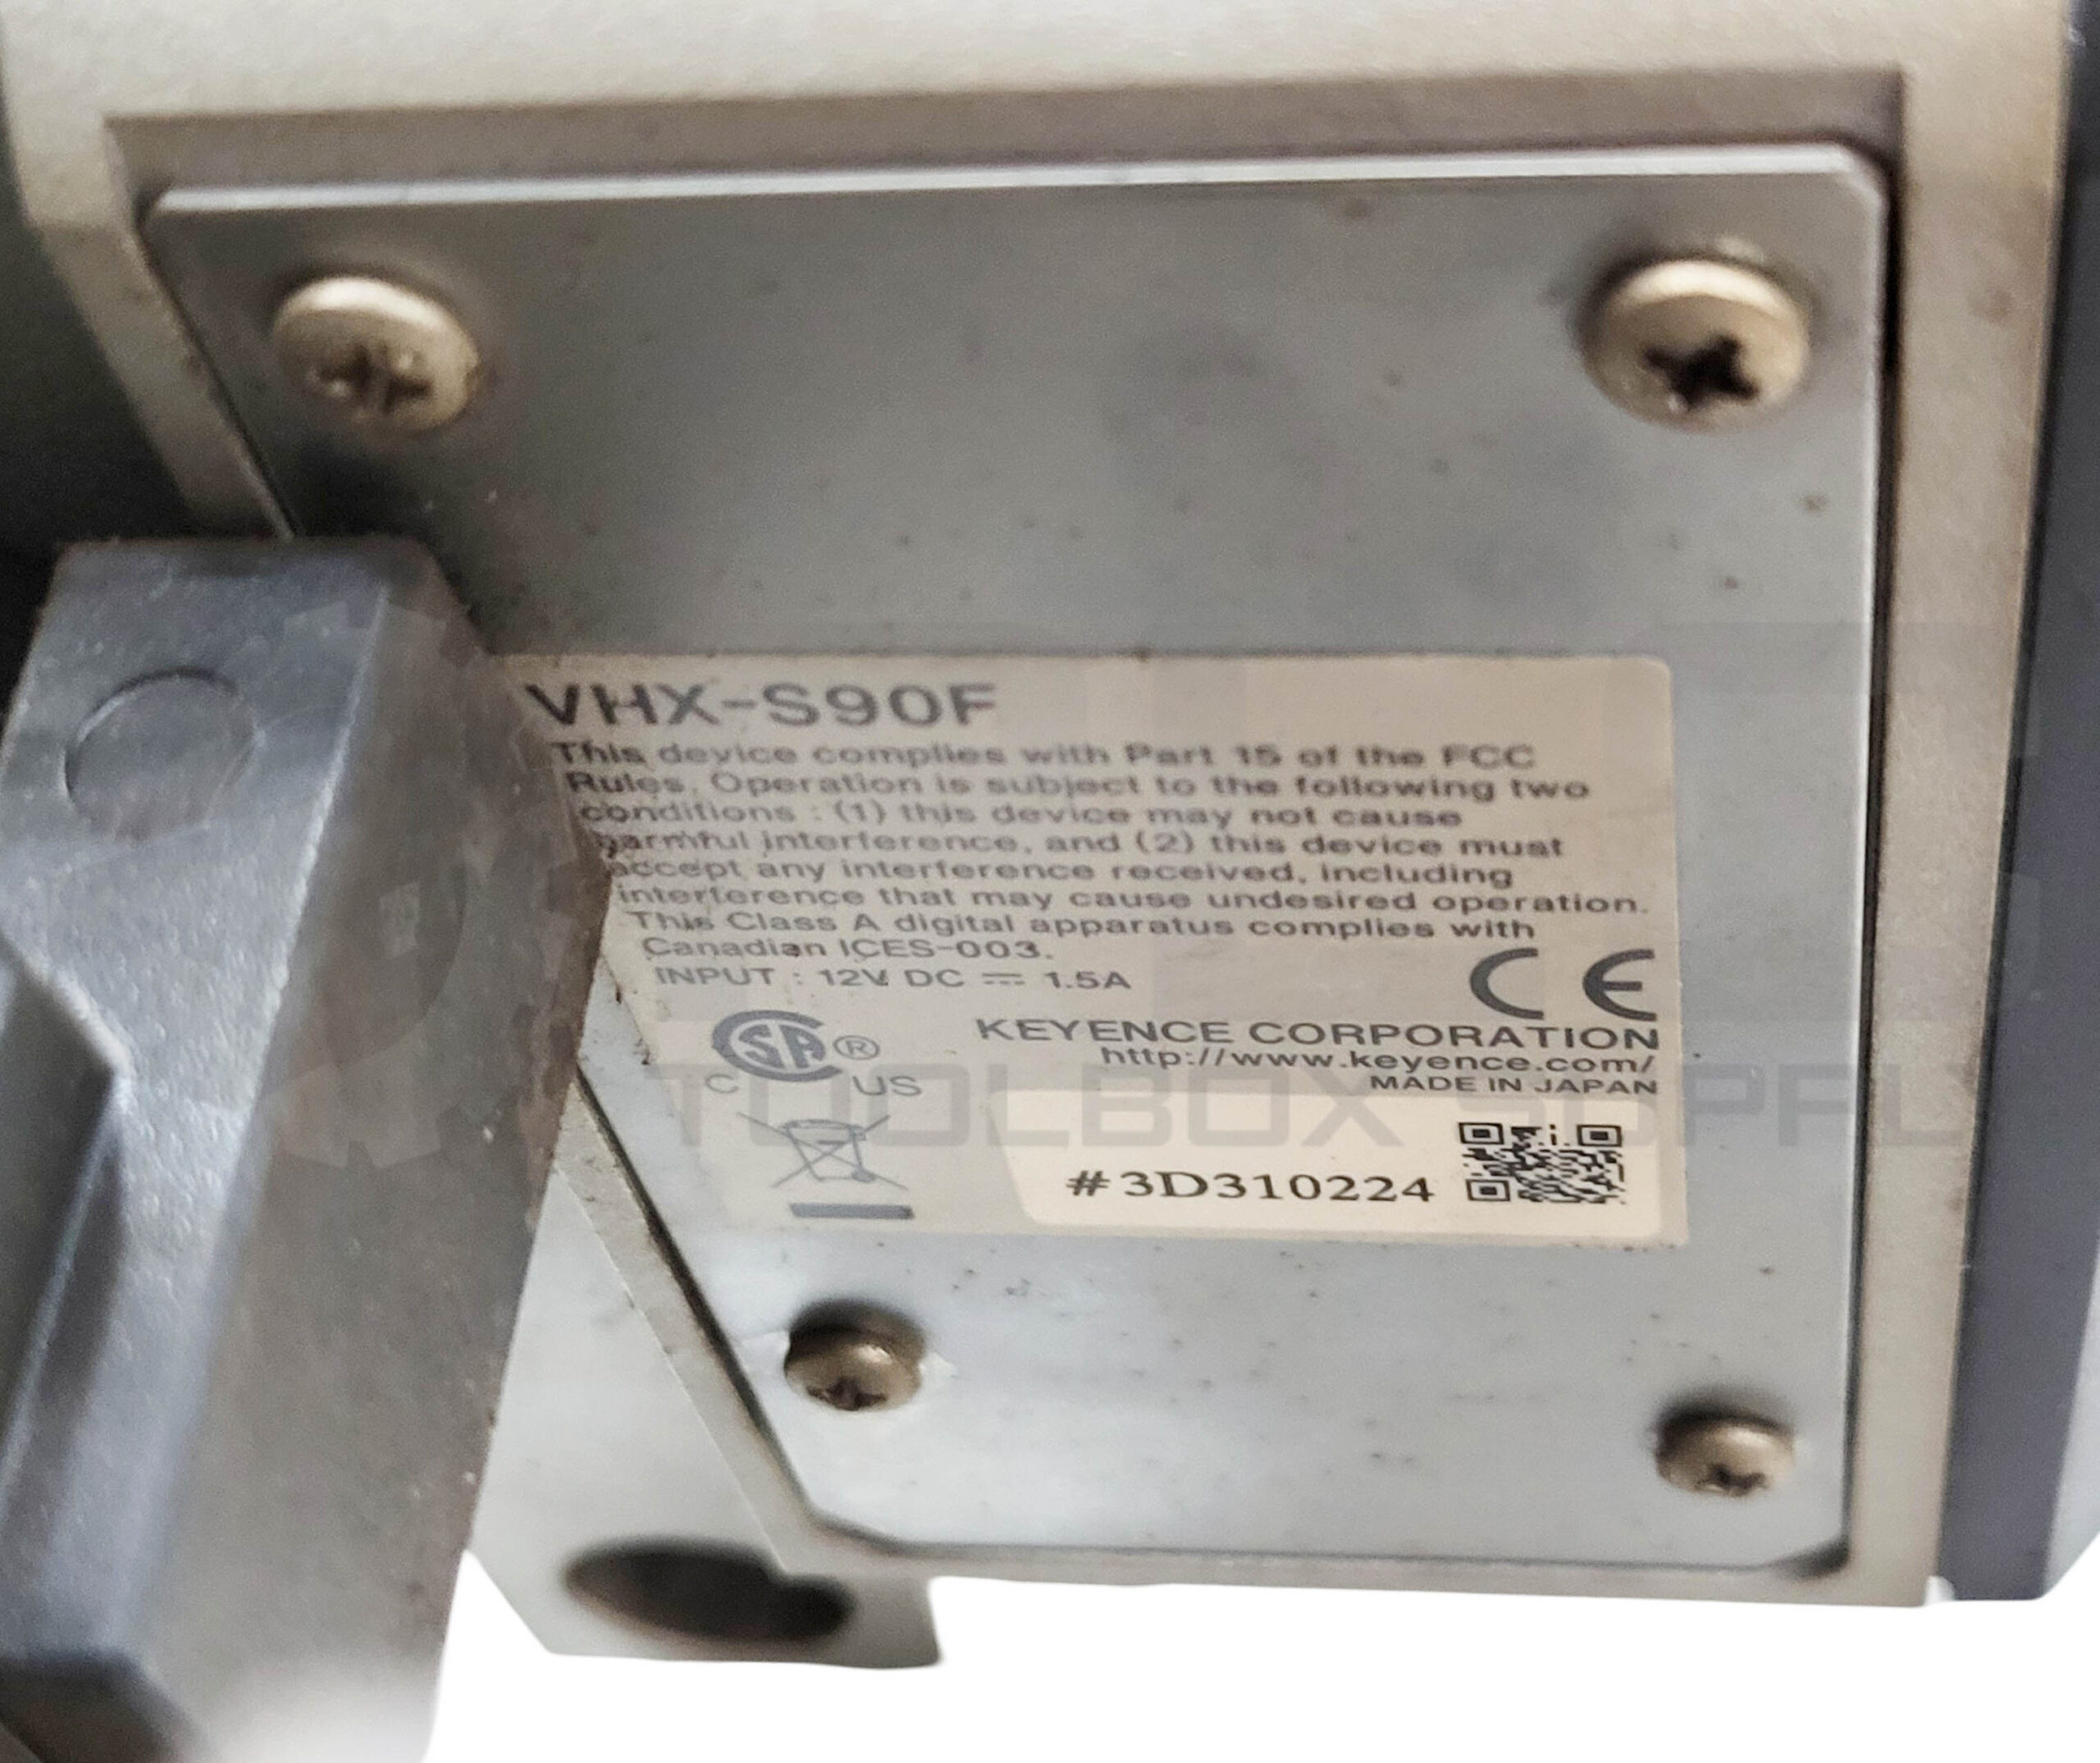 VHX-S90F
This device complies with Part 15 of the FCC
Rules. Operation is subject to the following two
conditions : (1) this device may not cause
harmful interference, and (2) this device must
accept any interference received, including
interference that may cause undesired operation.
This Class A digital apparatus complies with
Canadian ICES-003.
INPUT : 12V DC ⎓ 1.5A
CE
SA ®
C US
KEYENCE CORPORATION
http://www.keyence.com/
MADE IN JAPAN
TOOLBOX SUPPLY
#3D310224